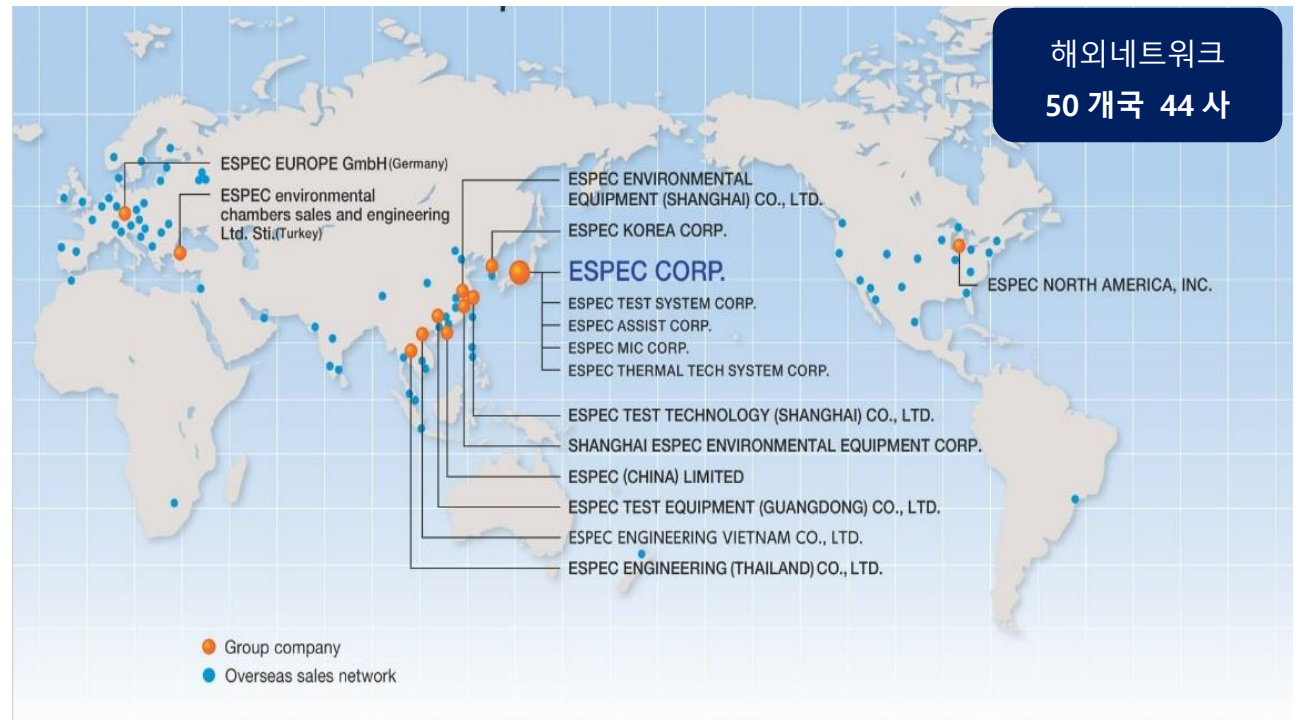 해외네트워크
50 개국 44 사
ESPEC EUROPE GmbH (Germany)
ESPEC environmental
chambers sales and engineering
Ltd. Sti.(Turkey)
ESPEC ENVIRONMENTAL
EQUIPMENT (SHANGHAI) CO., LTD.
ESPEC KOREA CORP.
ESPEC CORP.
ESPEC TEST SYSTEM CORP.
ESPEC ASSIST CORP.
ESPEC MIC CORP.
ESPEC THERMAL TECH SYSTEM CORP.
ESPEC NORTH AMERICA, INC.
ESPEC TEST TECHNOLOGY (SHANGHAI) CO., LTD.
SHANGHAI ESPEC ENVIRONMENTAL EQUIPMENT CORP.
ESPEC (CHINA) LIMITED
ESPEC TEST EQUIPMENT (GUANGDONG) CO., LTD.
ESPEC ENGINEERING VIETNAM CO., LTD.
ESPEC ENGINEERING (THAILAND) CO., LTD.
Group company
Overseas sales network